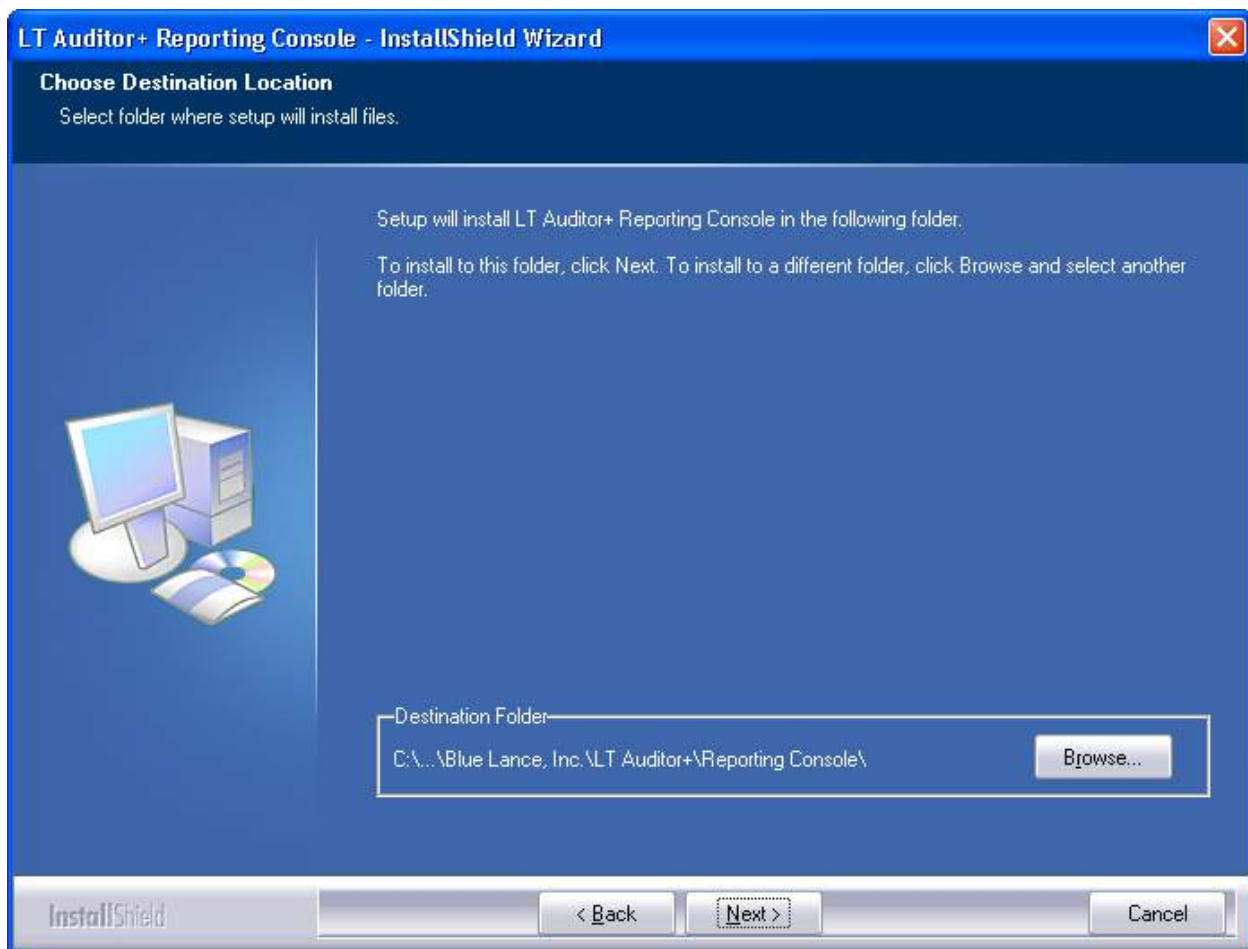 LT Auditor+ Reporting Console - InstallShield Wizard
Choose Destination Location
Select folder where setup will install files.
Setup will install LT Auditor+ Reporting Console in the following folder.
To install to this folder, click Next. To install to a different folder, click Browse and select another
folder.
Destination Folder
C:\...\Blue Lance, Inc.\LT Auditor+\Reporting Console\
Browse...
InstallShield
< Back
Next >
Cancel